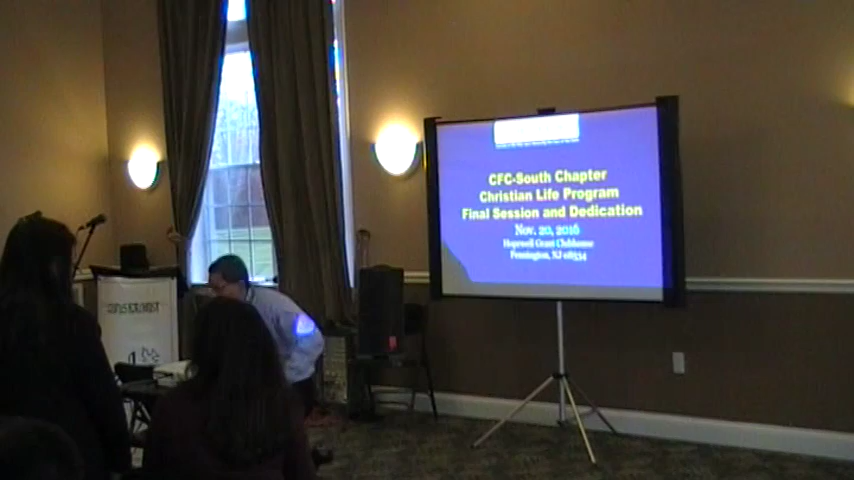 CFC-South Chapter
Christian Life Program
Final Session and Dedication
Nov. 20, 2016
Hopewell Grant Clubhouse
Pennington, NJ 08534